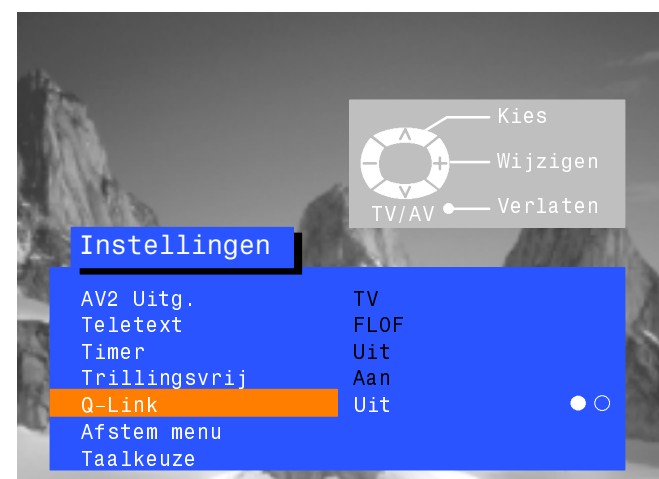 Kies
Wijzigen
TV/AV Verlaten
Instellingen
AV2 Uitg. TV
Teletext FLOF
Timer Uit
Trillingsvrij Aan
Q-Link Uit
Afstem menu
Taalkeuze